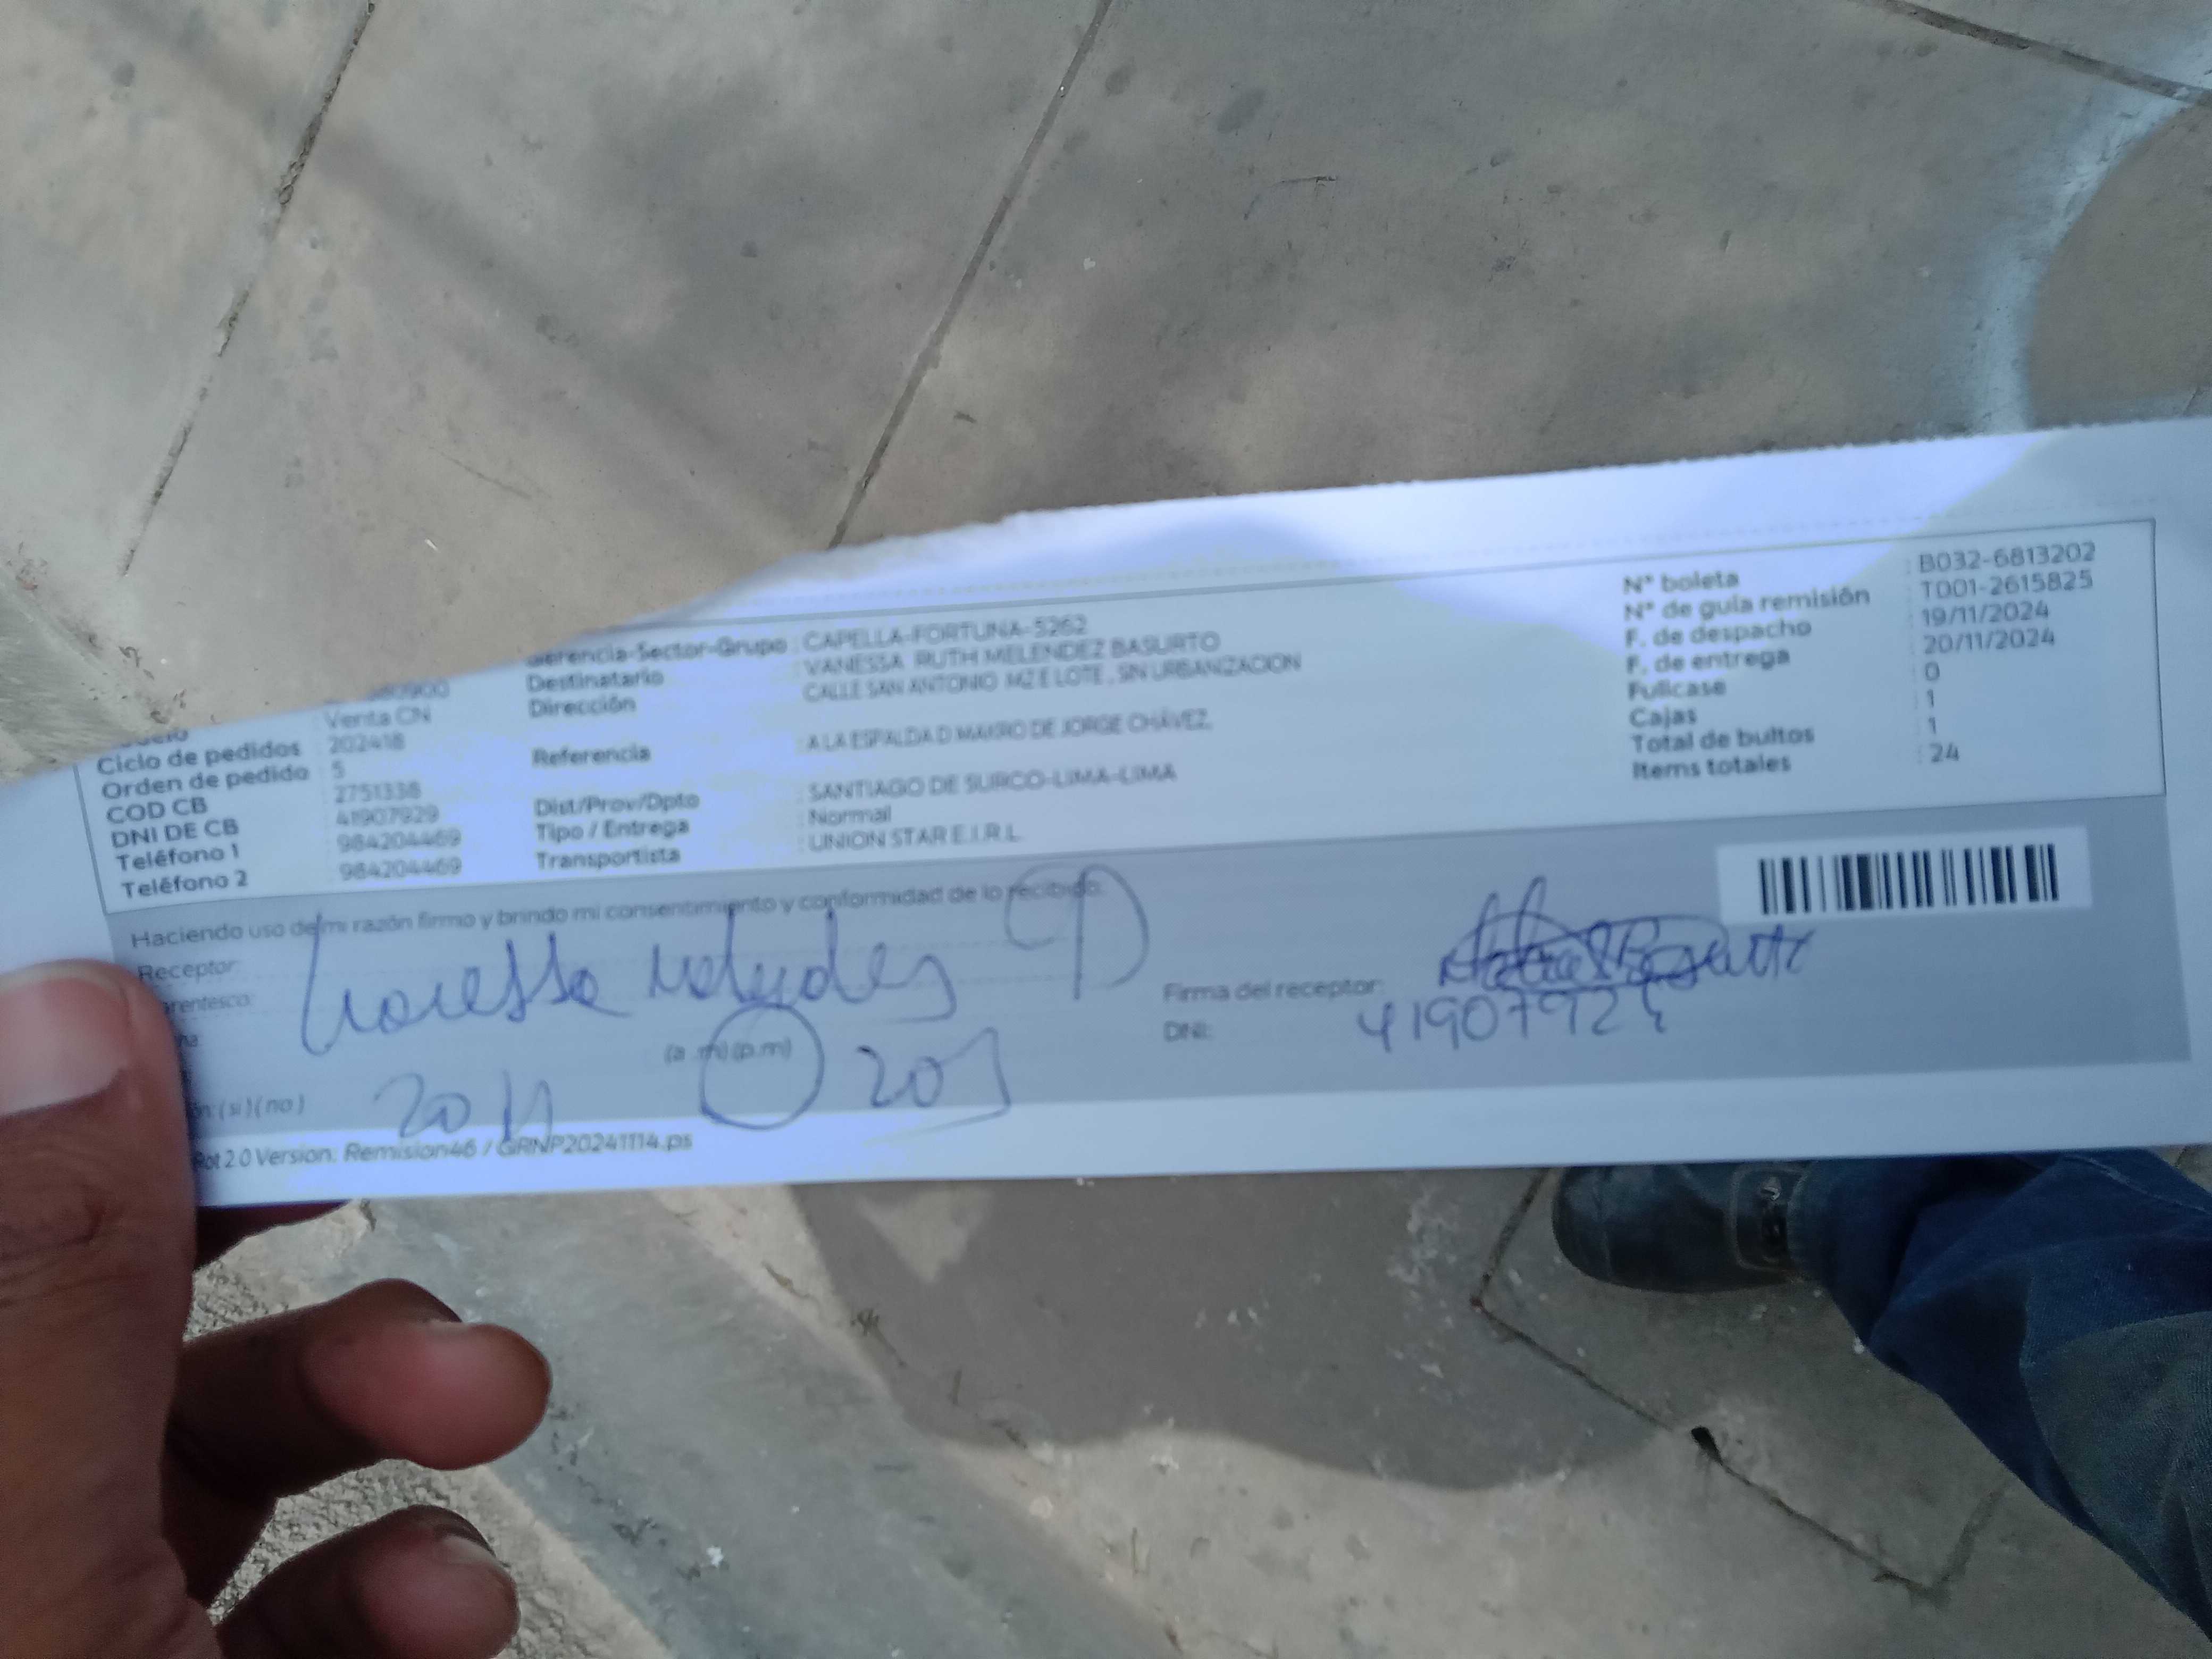 Gerencia-Sector-Grupo : CAPELLA-FORTUNA-5262
Destinatario : VANESSA RUTH MELENDEZ BASURTO
Dirección : CALLE SAN ANTONIO MZ E LOTE , SIN URBANIZACION
Referencia : A LA ESPALDA D MAKRO DE JORGE CHÁVEZ,
Dist/Prov/Dpto : SANTIAGO DE SURCO-LIMA-LIMA
Tipo / Entrega : Normal
Transportista : UNION STAR E.I.R.L.
: Venta CN
Ciclo de pedidos : 202418
Orden de pedido : 5
COD CB : 2751338
DNI DE CB : 41907929
Teléfono 1 : 984204469
Teléfono 2 : 984204469
N° boleta : B032-6813202
N° de guía remisión : T001-2615825
F. de despacho : 19/11/2024
F. de entrega : 20/11/2024
Fullcase : 0
Cajas : 1
Total de bultos : 1
Items totales : 24
Haciendo uso de mi razón firmo y brindo mi consentimiento y conformidad de lo recibido:
Receptor:
Vanessa Melendez
(a .m) (p.m)
20 11
(si) (no)
Firma del receptor:
DNI:
Version: Remision46 / GRNP20241114.ps